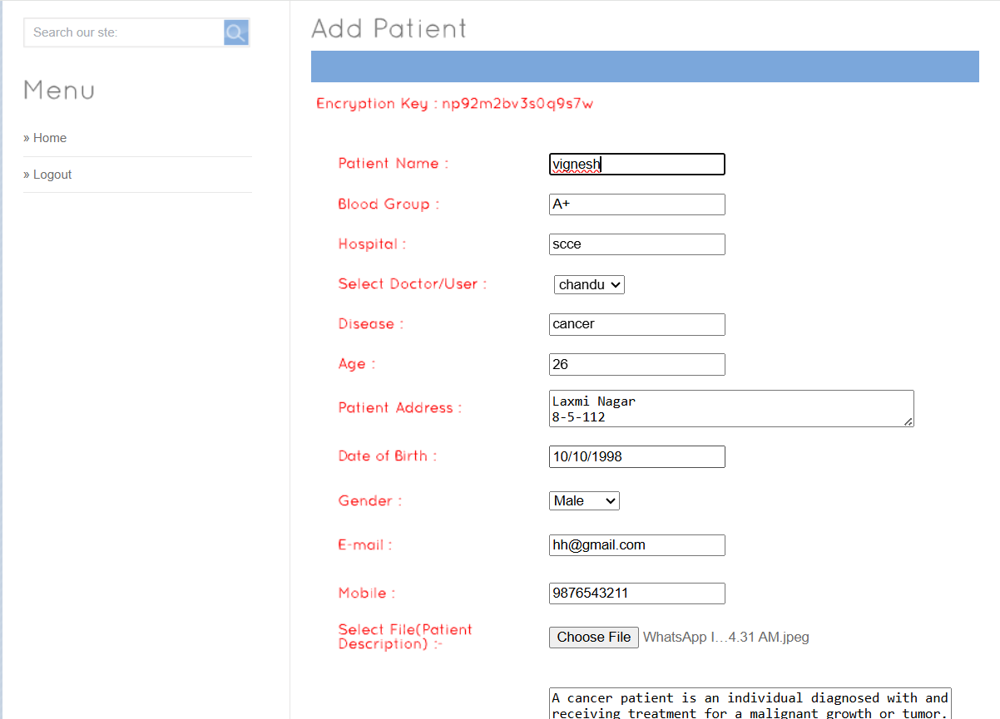 Search our ste:
Menu
» Home
» Logout
Add Patient
Encryption Key : np92m2bv3s0q9s7w
Patient Name : vignesh
Blood Group : A+
Hospital : scce
Select Doctor/User : chandu
Disease : cancer
Age : 26
Patient Address : Laxmi Nagar
8-5-112
Date of Birth : 10/10/1998
Gender : Male
E-mail : hh@gmail.com
Mobile : 9876543211
Select File(Patient
Description) :- Choose File WhatsApp I…4.31 AM.jpeg
A cancer patient is an individual diagnosed with and
receiving treatment for a malignant growth or tumor.